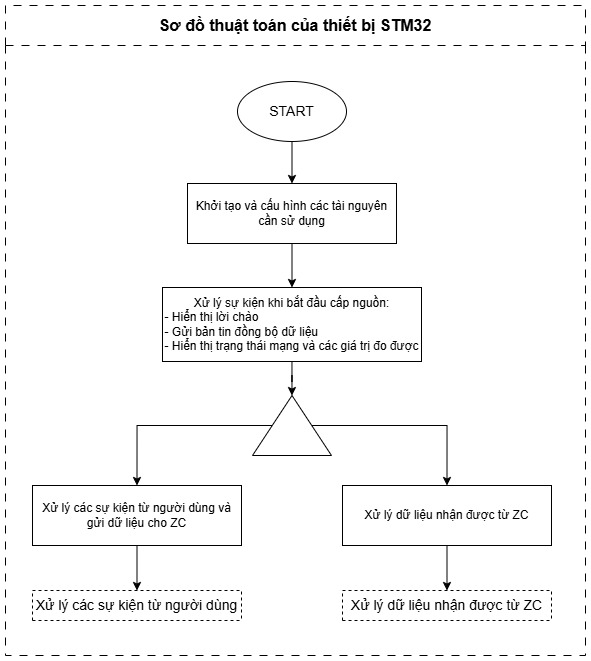 Sơ đồ thuật toán của thiết bị STM32
START
Khởi tạo và cấu hình các tài nguyên
cần sử dụng
Xử lý sự kiện khi bắt đầu cấp nguồn:
- Hiển thị lời chào
- Gửi bản tin đồng bộ dữ liệu
- Hiển thị trạng thái mạng và các giá trị đo được
Xử lý các sự kiện từ người dùng và
gửi dữ liệu cho ZC
Xử lý dữ liệu nhận được từ ZC
Xử lý các sự kiện từ người dùng
Xử lý dữ liệu nhận được từ ZC